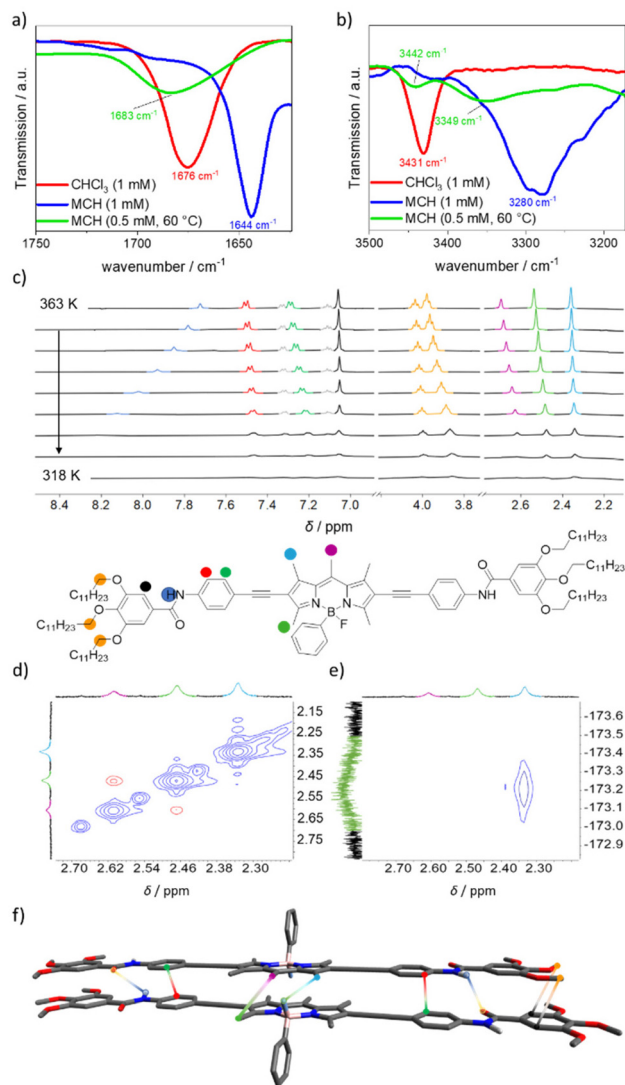 a)
Transmission / a.u.
1683 cm⁻¹
1676 cm⁻¹
1644 cm⁻¹
CHCl₃ (1 mM)
MCH (1 mM)
MCH (0.5 mM, 60 °C)
1750 1700 1650
wavenumber / cm⁻¹
b)
Transmission / a.u.
3442 cm⁻¹
3349 cm⁻¹
3431 cm⁻¹
3280 cm⁻¹
CHCl₃ (1 mM)
MCH (1 mM)
MCH (0.5 mM, 60 °C)
3500 3400 3300 3200
wavenumber / cm⁻¹
c)
363 K
318 K
8.4 8.2 8.0 7.9 7.8 7.7 7.5 7.3 7.1 4.0 3.8 2.6 2.4 2.2
δ / ppm
C₁₁H₂₃
C₁₁H₂₃
C₁₁H₂₃
O
O
O
O
H
N
N
N
B
F
O
NH
O
O
O
C₁₁H₂₃
C₁₁H₂₃
C₁₁H₂₃
d)
2.15
2.25
2.35
2.45
2.55
2.65
2.75
2.70 2.62 2.54 2.46 2.38 2.30
δ / ppm
e)
-173.6
-173.5
-173.4
-173.3
-173.2
-173.1
-173.0
-172.9
2.70 2.60 2.50 2.40 2.30
δ / ppm
f)